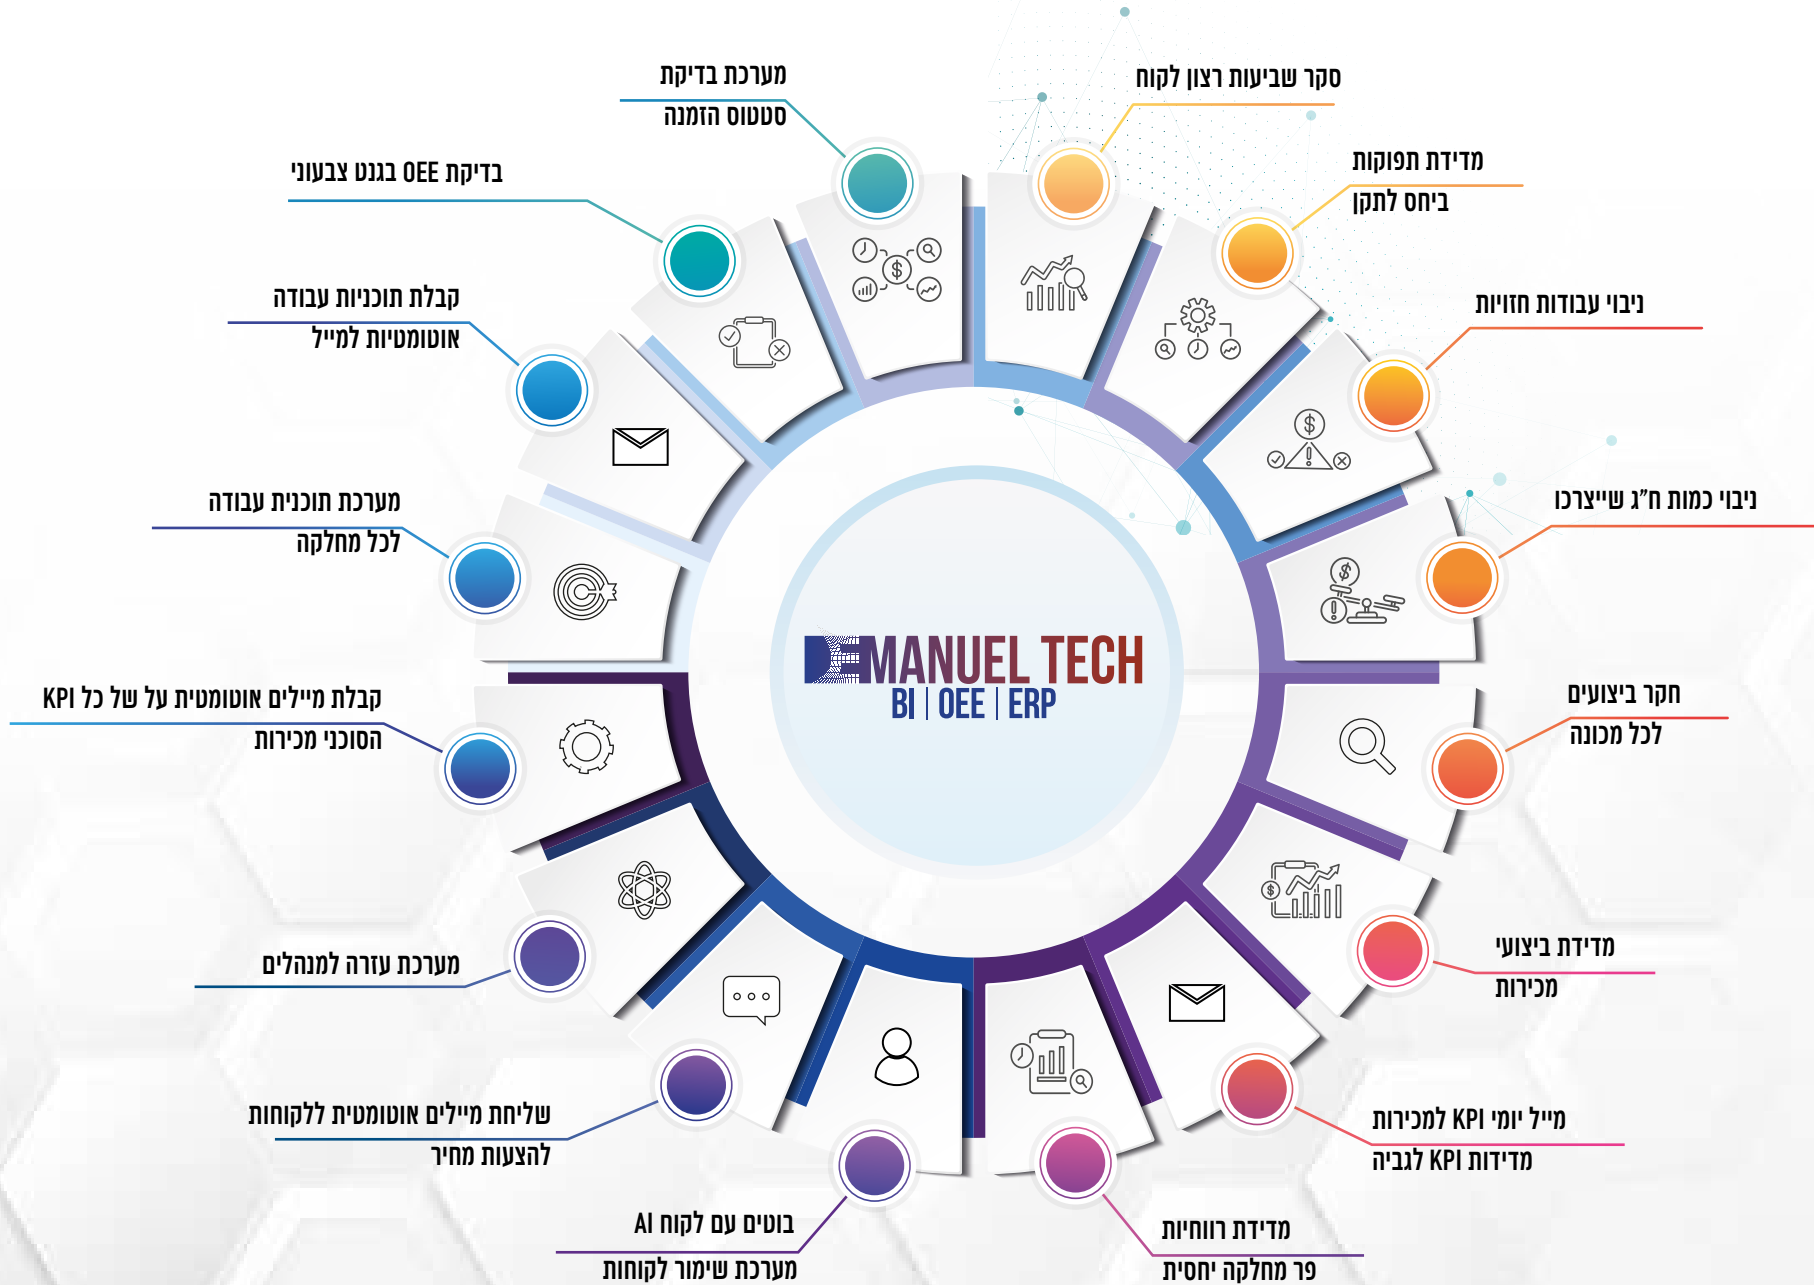 סקר שביעות רצון לקוח
מדידת תפוקות
ביחס לתקן
ניבוי עבודות חזויות
ניבוי כמות ח"ג שייצרכו
חקר ביצועים
לכל מכונה
מדידת ביצועי
מכירות
מייל יומי KPI למכירות
מדידות KPI לגביה
מדידת רווחיות
פר מחלקה יחסית
בוטים עם לקוח AI
מערכת שימור לקוחות
שליחת מיילים אוטומטית ללקוחות
להצעות מחיר
מערכת עזרה למנהלים
קבלת מיילים אוטומטית על של כל KPI
הסוכני מכירות
מערכת תוכנית עבודה
לכל מחלקה
קבלת תוכניות עבודה
אוטומטיות למייל
בדיקת OEE בגנט צבעוני
מערכת בדיקת
סטטוס הזמנה
EMANUEL TECH
BI | OEE | ERP